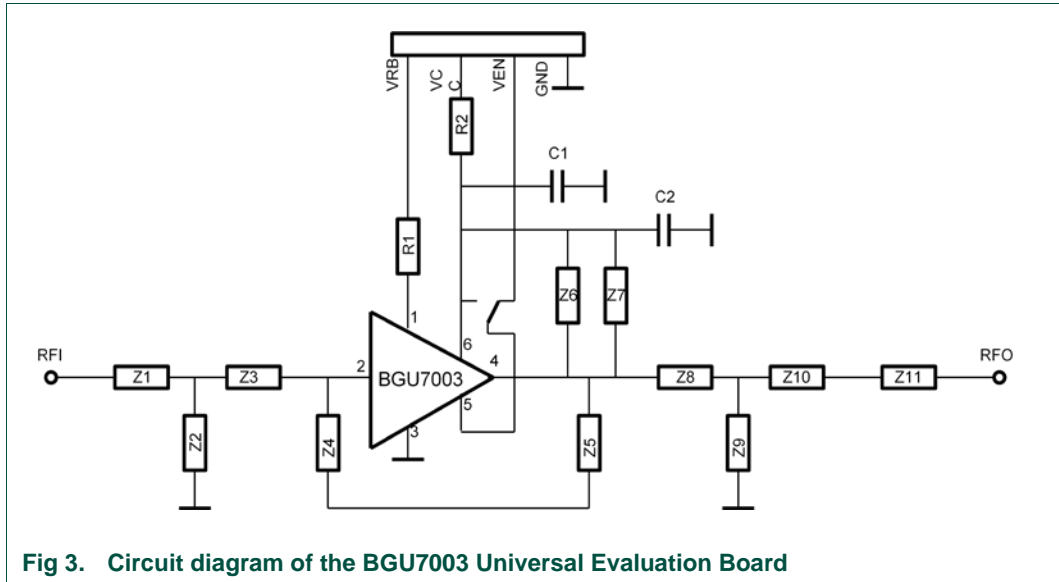 VRB
VC
C
VEN
GND
R2
C1
C2
R1
Z6
Z7
1
6
RFI
2
4
RFO
Z1
Z3
BGU7003
Z8
Z10
Z11
5
3
Z2
Z4
Z5
Z9
Fig 3. Circuit diagram of the BGU7003 Universal Evaluation Board